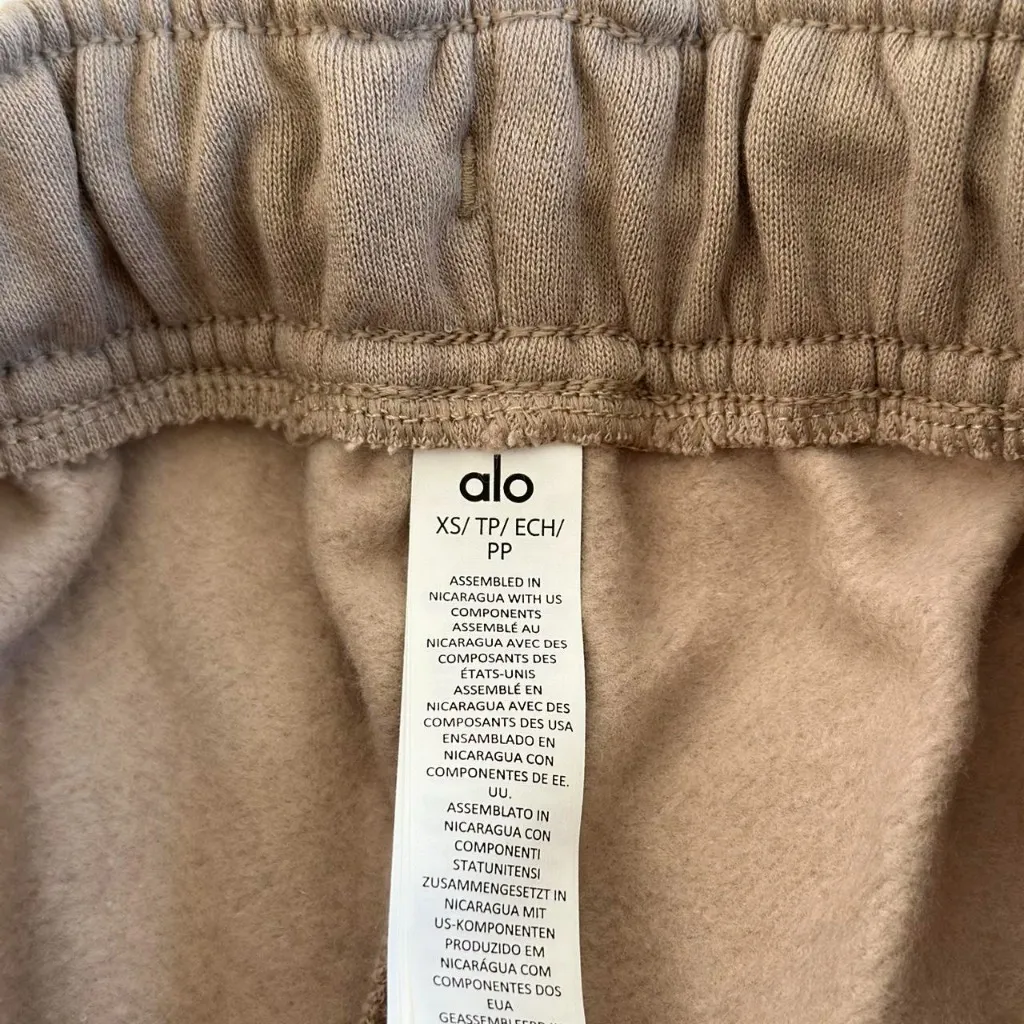 alo
XS/ TP/ ECH/
PP
ASSEMBLED IN
NICARAGUA WITH US
COMPONENTS
ASSEMBLÉ AU
NICARAGUA AVEC DES
COMPOSANTS DES
ÉTATS-UNIS
ASSEMBLÉ EN
NICARAGUA AVEC DES
COMPOSANTS DES USA
ENSAMBLADO EN
NICARAGUA CON
COMPONENTES DE EE.
UU.
ASSEMBLATO IN
NICARAGUA CON
COMPONENTI
STATUNITENSI
ZUSAMMENGESETZT IN
NICARAGUA MIT
US-KOMPONENTEN
PRODUZIDO EM
NICARÁGUA COM
COMPONENTES DOS
EUA